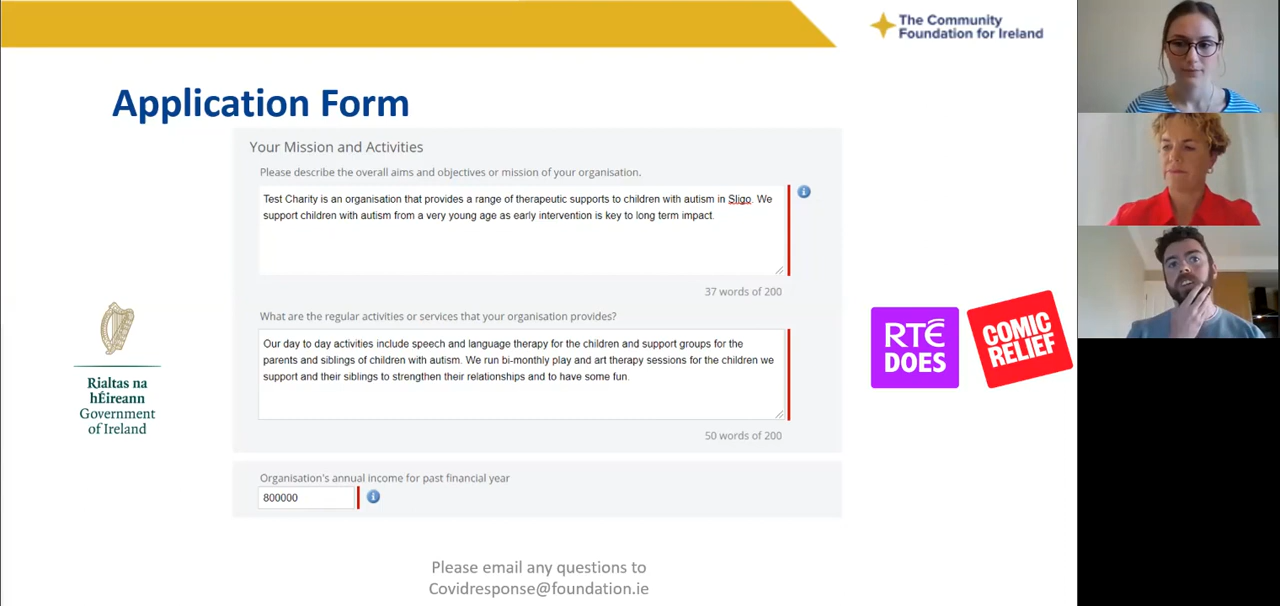 The Community
Foundation for Ireland
Application Form
Your Mission and Activities
Please describe the overall aims and objectives or mission of your organisation.
Test Charity is an organisation that provides a range of therapeutic supports to children with autism in Sligo. We
support children with autism from a very young age as early intervention is key to long term impact.
37 words of 200
What are the regular activities or services that your organisation provides?
Our day to day activities include speech and language therapy for the children and support groups for the
parents and siblings of children with autism. We run bi-monthly play and art therapy sessions for the children we
support and their siblings to strengthen their relationships and to have some fun.
50 words of 200
Organisation's annual income for past financial year
800000
Rialtas na
hÉireann
Government
of Ireland
RTÉ
DOES
COMIC
RELIEF
Please email any questions to
Covidresponse@foundation.ie